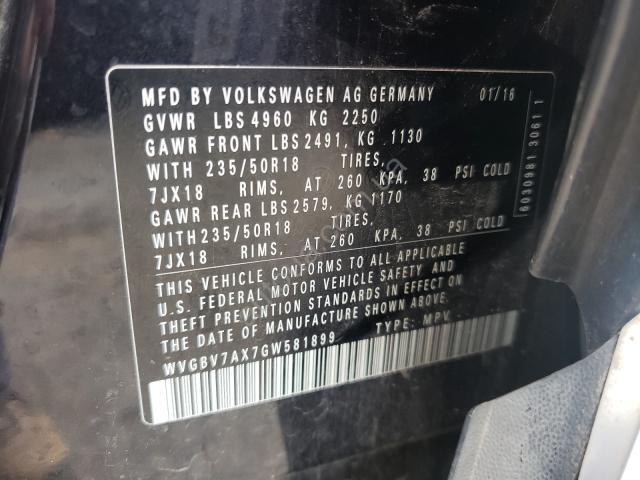 MFD BY VOLKSWAGEN AG GERMANY 01/16
GVWR LBS 4960 KG 2250
GAWR FRONT LBS 2491, KG 1130
WITH 235/50R18 TIRES,
7JX18 RIMS, AT 260 KPA, 38 PSI COLD
GAWR REAR LBS 2579, KG 1170
WITH 235/50R18 TIRES,
7JX18 RIMS, AT 260 KPA, 38 PSI COLD
THIS VEHICLE CONFORMS TO ALL APPLICABLE
U.S. FEDERAL MOTOR VEHICLE SAFETY AND
THEFT PREVENTION STANDARDS IN EFFECT ON
THE DATE OF MANUFACTURE SHOWN ABOVE.
WVGBV7AX7GW581899 TYPE: MPV
6030981 3061 1